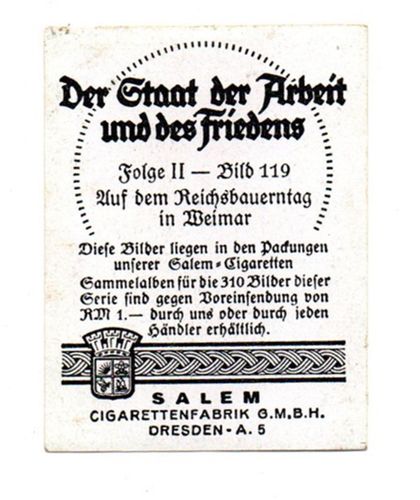 Der Staat der Arbeit
und des Friedens
Folge II — Bild 119
Auf dem Reichsbauerntag
in Weimar
Diese Bilder liegen in den Packungen
unserer Salem-Cigaretten
Sammelalben für die 310 Bilder dieser
Serie sind gegen Voreinsendung von
RM 1.— durch uns oder durch jeden
Händler erhältlich.
SALEM
CIGARETTENFABRIK G.M.B.H.
DRESDEN-A. 5